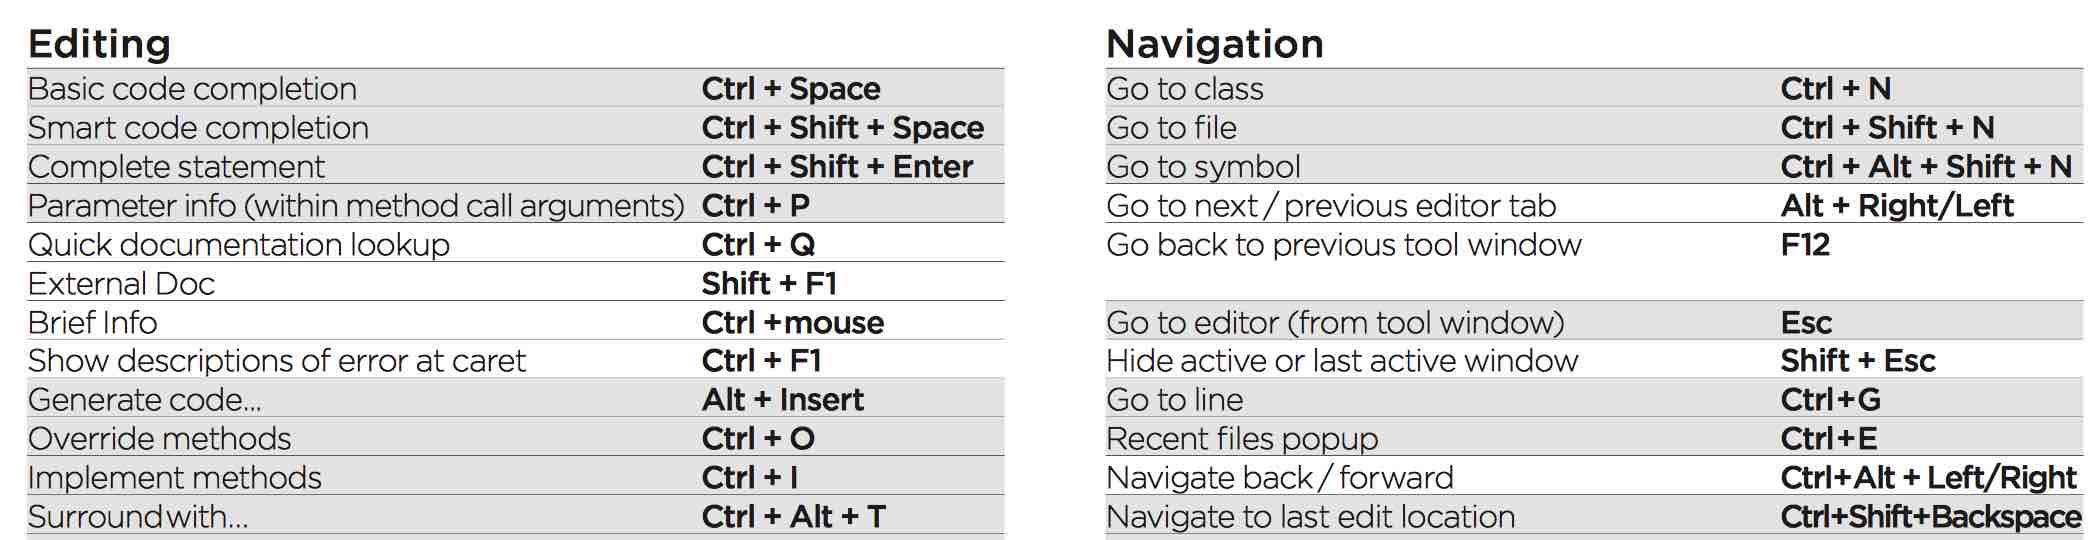 Editing
Basic code completion Ctrl + Space
Smart code completion Ctrl + Shift + Space
Complete statement Ctrl + Shift + Enter
Parameter info (within method call arguments) Ctrl + P
Quick documentation lookup Ctrl + Q
External Doc Shift + F1
Brief Info Ctrl +mouse
Show descriptions of error at caret Ctrl + F1
Generate code... Alt + Insert
Override methods Ctrl + O
Implement methods Ctrl + I
Surround with... Ctrl + Alt + T
Navigation
Go to class Ctrl + N
Go to file Ctrl + Shift + N
Go to symbol Ctrl + Alt + Shift + N
Go to next / previous editor tab Alt + Right/Left
Go back to previous tool window F12
Go to editor (from tool window) Esc
Hide active or last active window Shift + Esc
Go to line Ctrl+G
Recent files popup Ctrl+E
Navigate back / forward Ctrl+Alt + Left/Right
Navigate to last edit location Ctrl+Shift+Backspace